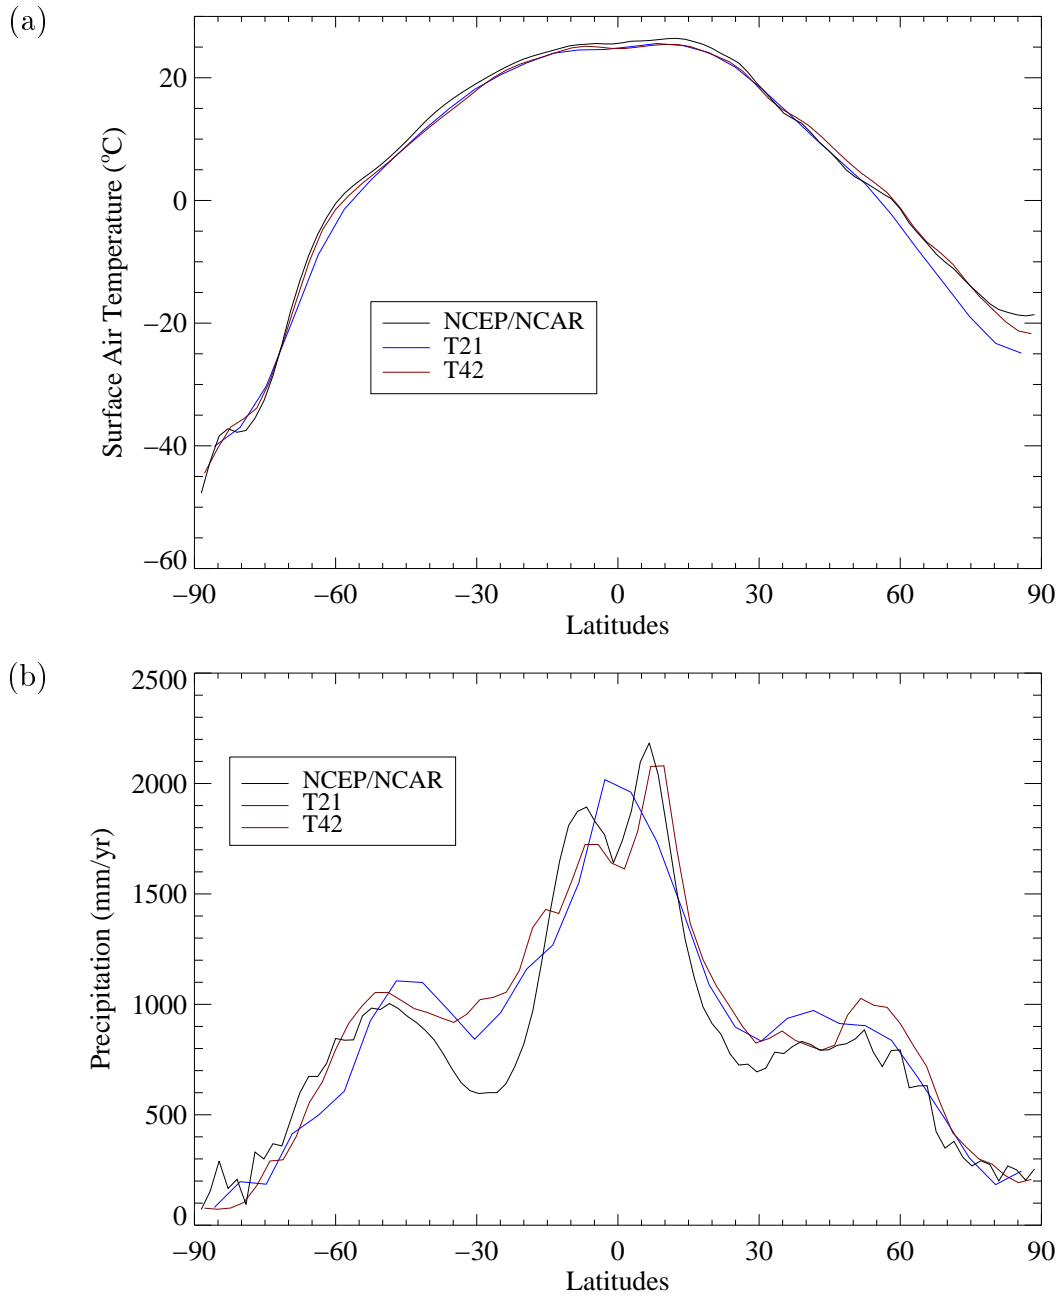 (a)
Surface Air Temperature (°C)
20
0
−20
−40
−60
NCEP/NCAR
T21
T42
−90 −60 −30 0 30 60 90
Latitudes
(b)
Precipitation (mm/yr)
2500
2000
1500
1000
500
0
NCEP/NCAR
T21
T42
−90 −60 −30 0 30 60 90
Latitudes